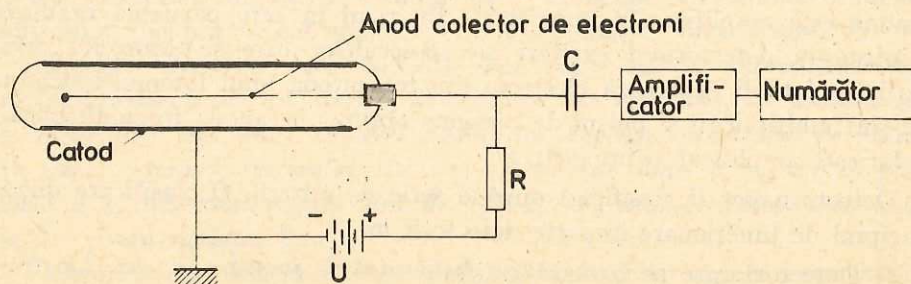 Anod colector de electroni
C
Amplifi-
cator
Numărător
Catod
R
- +
U